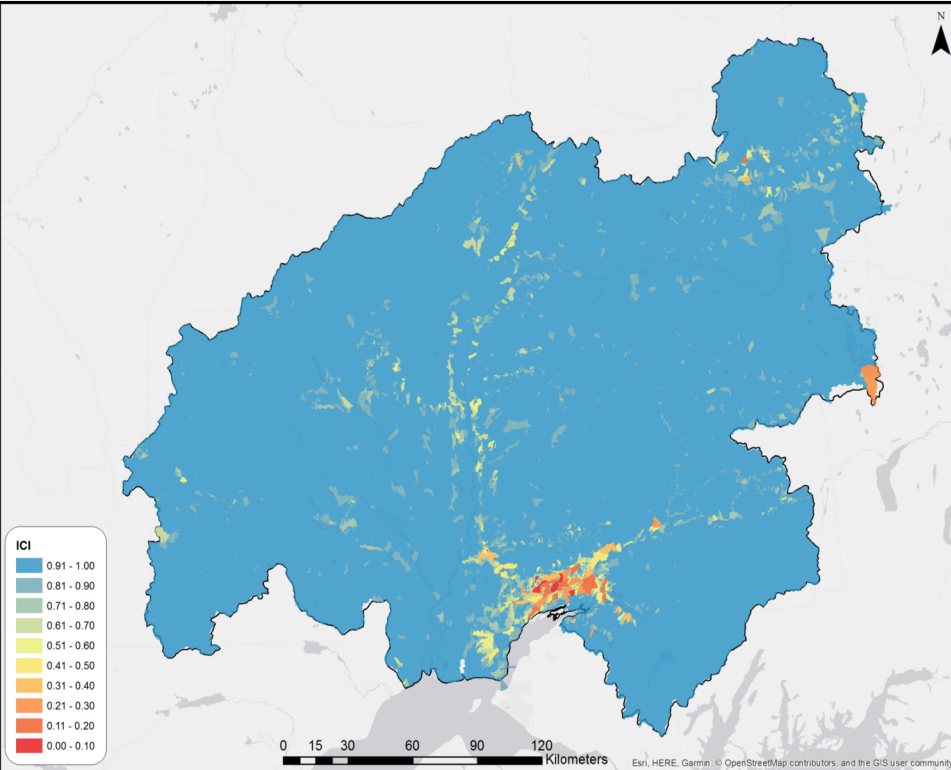 N
ICI
0.91 - 1.00
0.81 - 0.90
0.71 - 0.80
0.61 - 0.70
0.51 - 0.60
0.41 - 0.50
0.31 - 0.40
0.21 - 0.30
0.11 - 0.20
0.00 - 0.10
0 15 30 60 90 120
Kilometers
Esri, HERE, Garmin, © OpenStreetMap contributors, and the GIS user communit